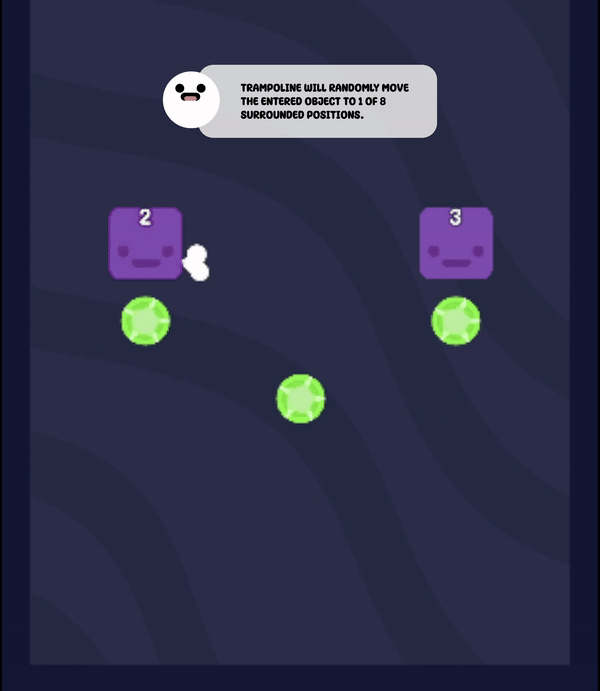 TRAMPOLINE WILL RANDOMLY MOVE
THE ENTERED OBJECT TO 1 OF 8
SURROUNDED POSITIONS.
2
3